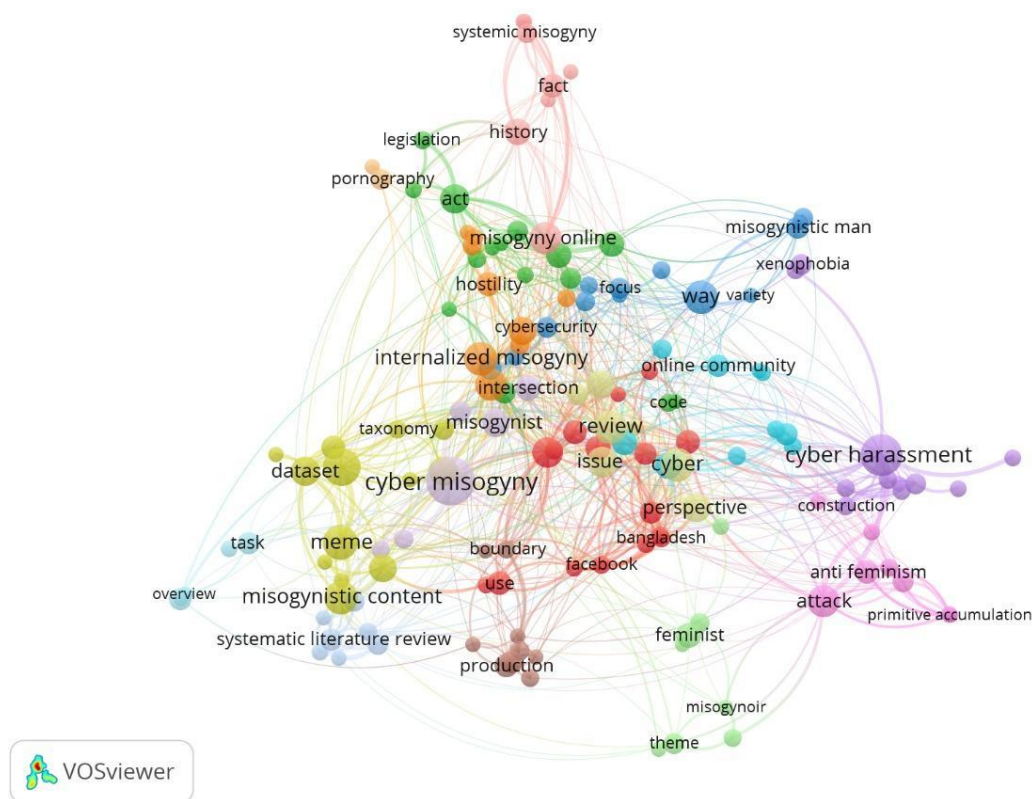 systemic misogyny
fact
history
legislation
pornography
act
misogyny online
misogynistic man
xenophobia
hostility
focus
way
variety
cybersecurity
internalized misogyny
online community
intersection
code
taxonomy
misogynist
review
dataset
issue
cyber
cyber harassment
cyber misogyny
construction
perspective
task
meme
bangladesh
boundary
facebook
anti feminism
overview
misogynistic content
use
attack
primitive accumulation
systematic literature review
feminist
production
misogynoir
theme
VOSviewer